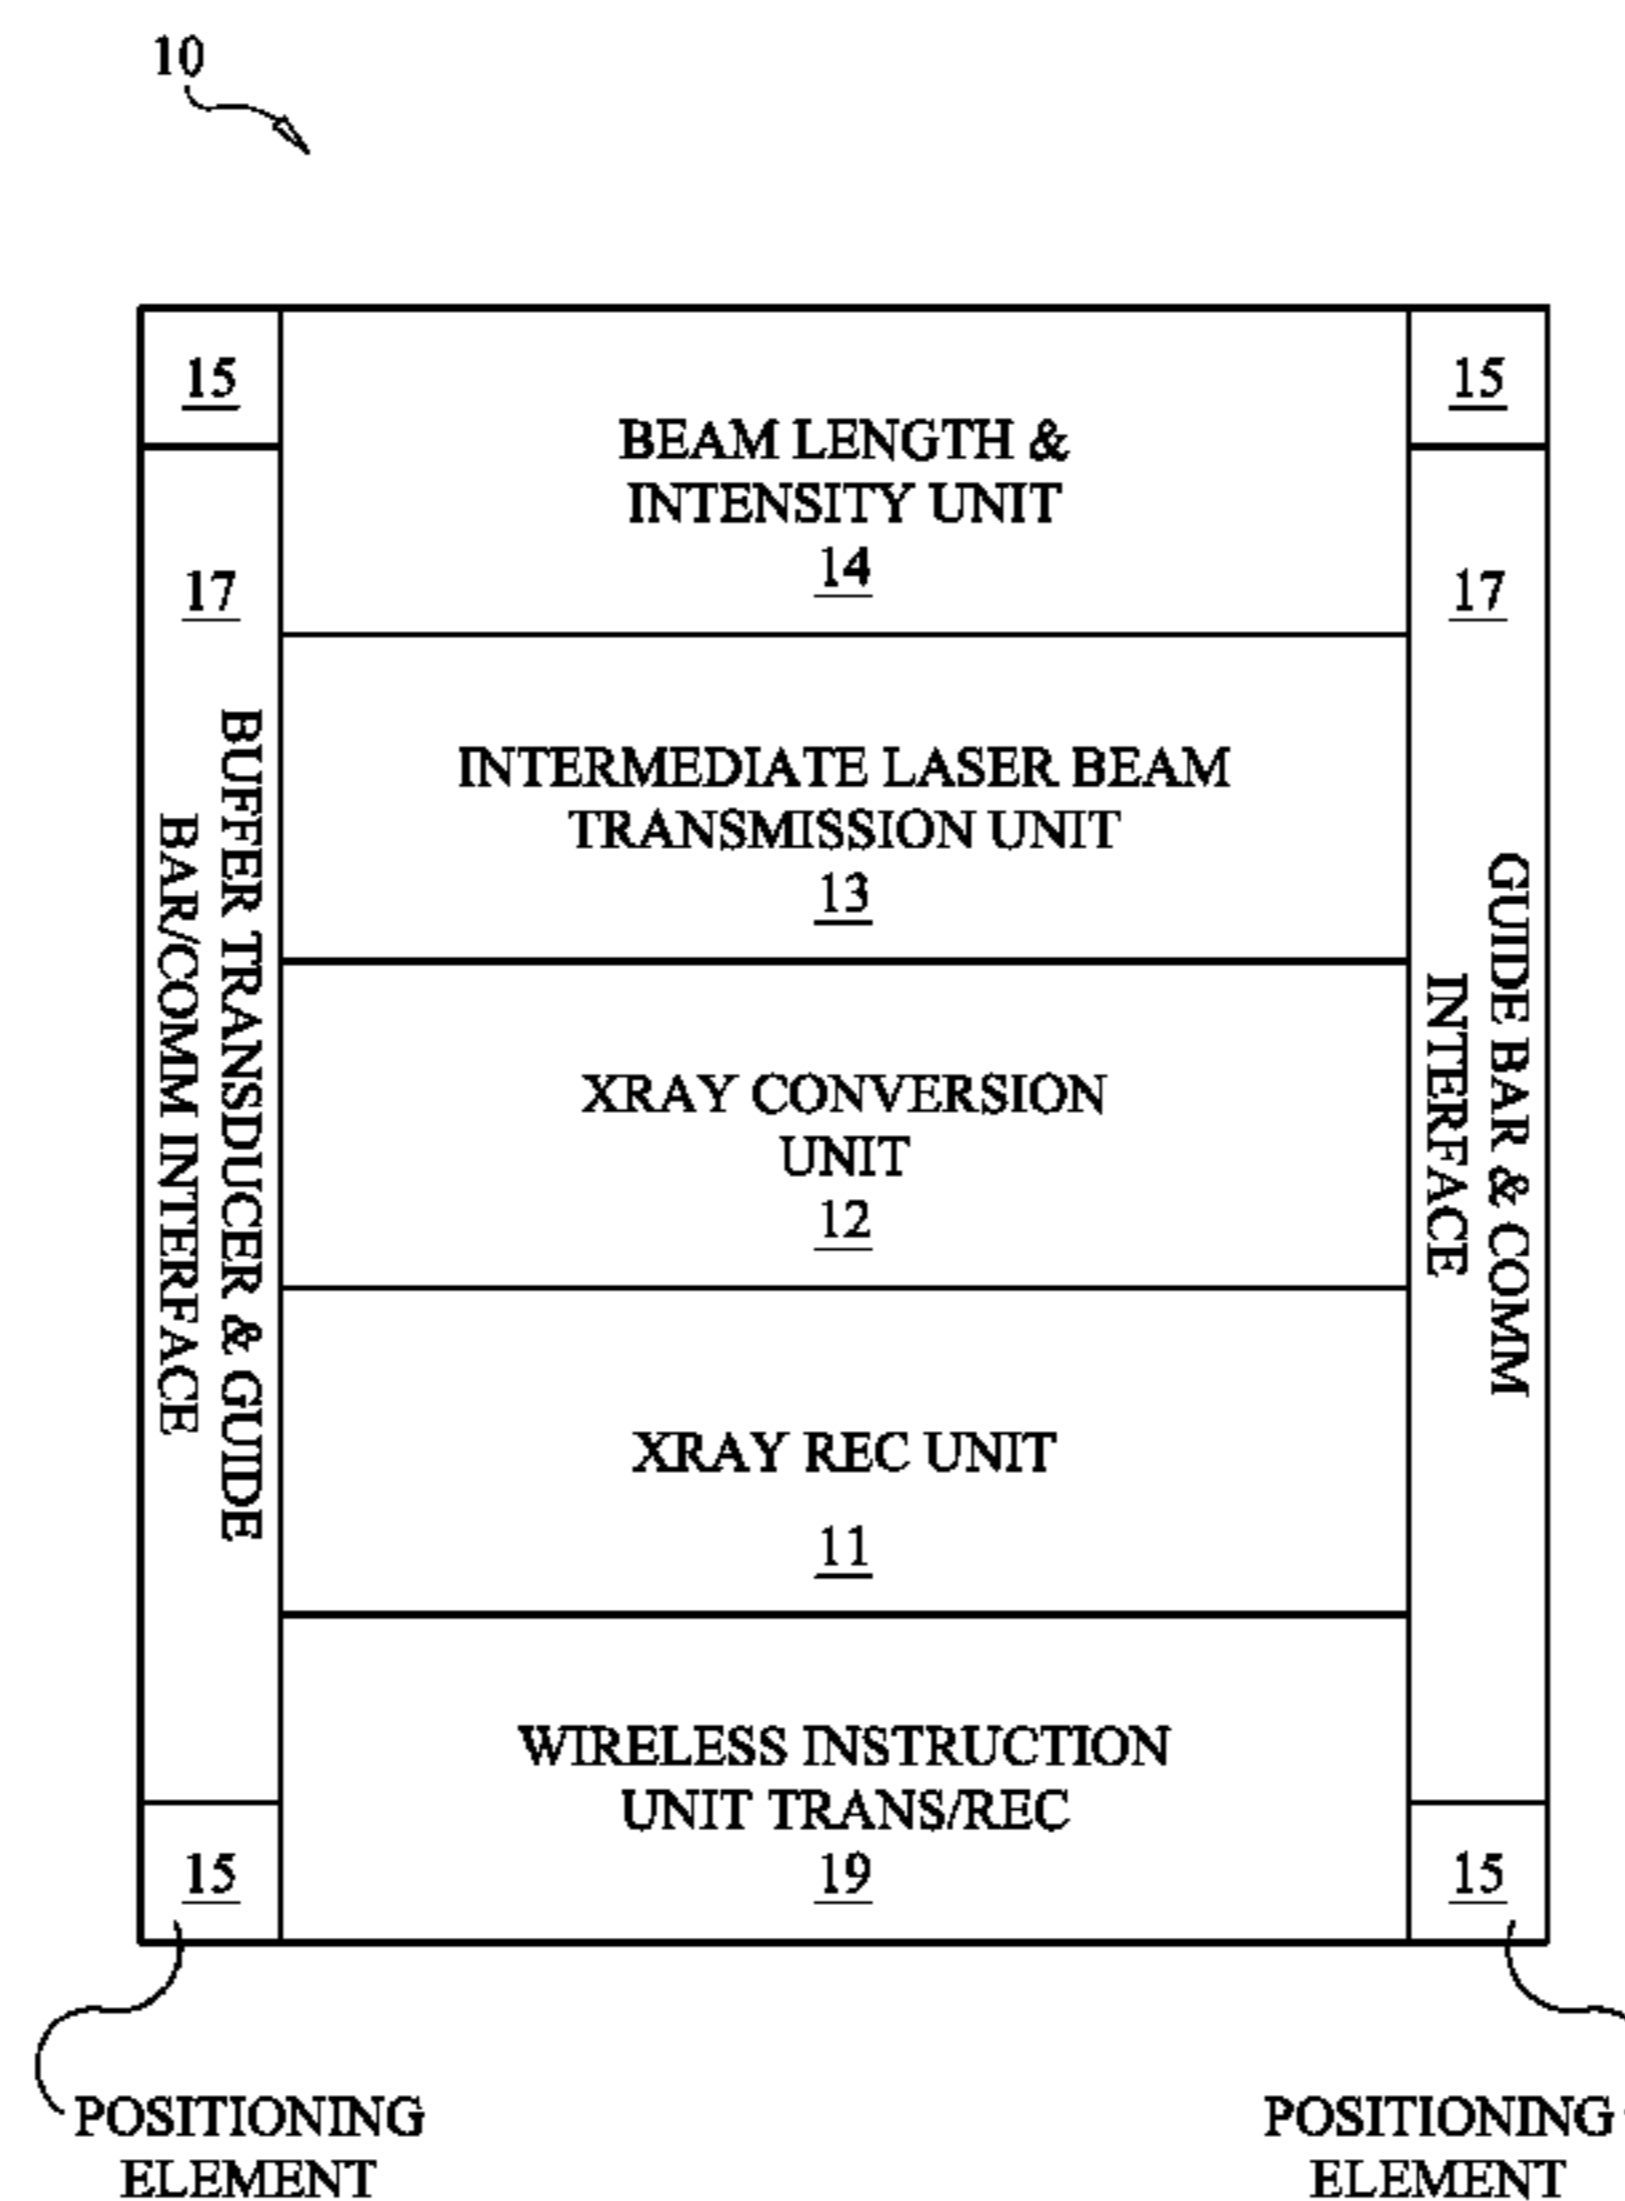 10
15
15
BEAM LENGTH &
INTENSITY UNIT
14
17
17
BUFFER TRANSDUCER & GUIDE
BAR/COMM INTERFACE
INTERMEDIATE LASER BEAM
TRANSMISSION UNIT
13
GUIDE BAR & COMM
INTERFACE
XRAY CONVERSION
UNIT
12
XRAY REC UNIT
11
WIRELESS INSTRUCTION
UNIT TRANS/REC
19
15
15
POSITIONING
ELEMENT
POSITIONING
ELEMENT